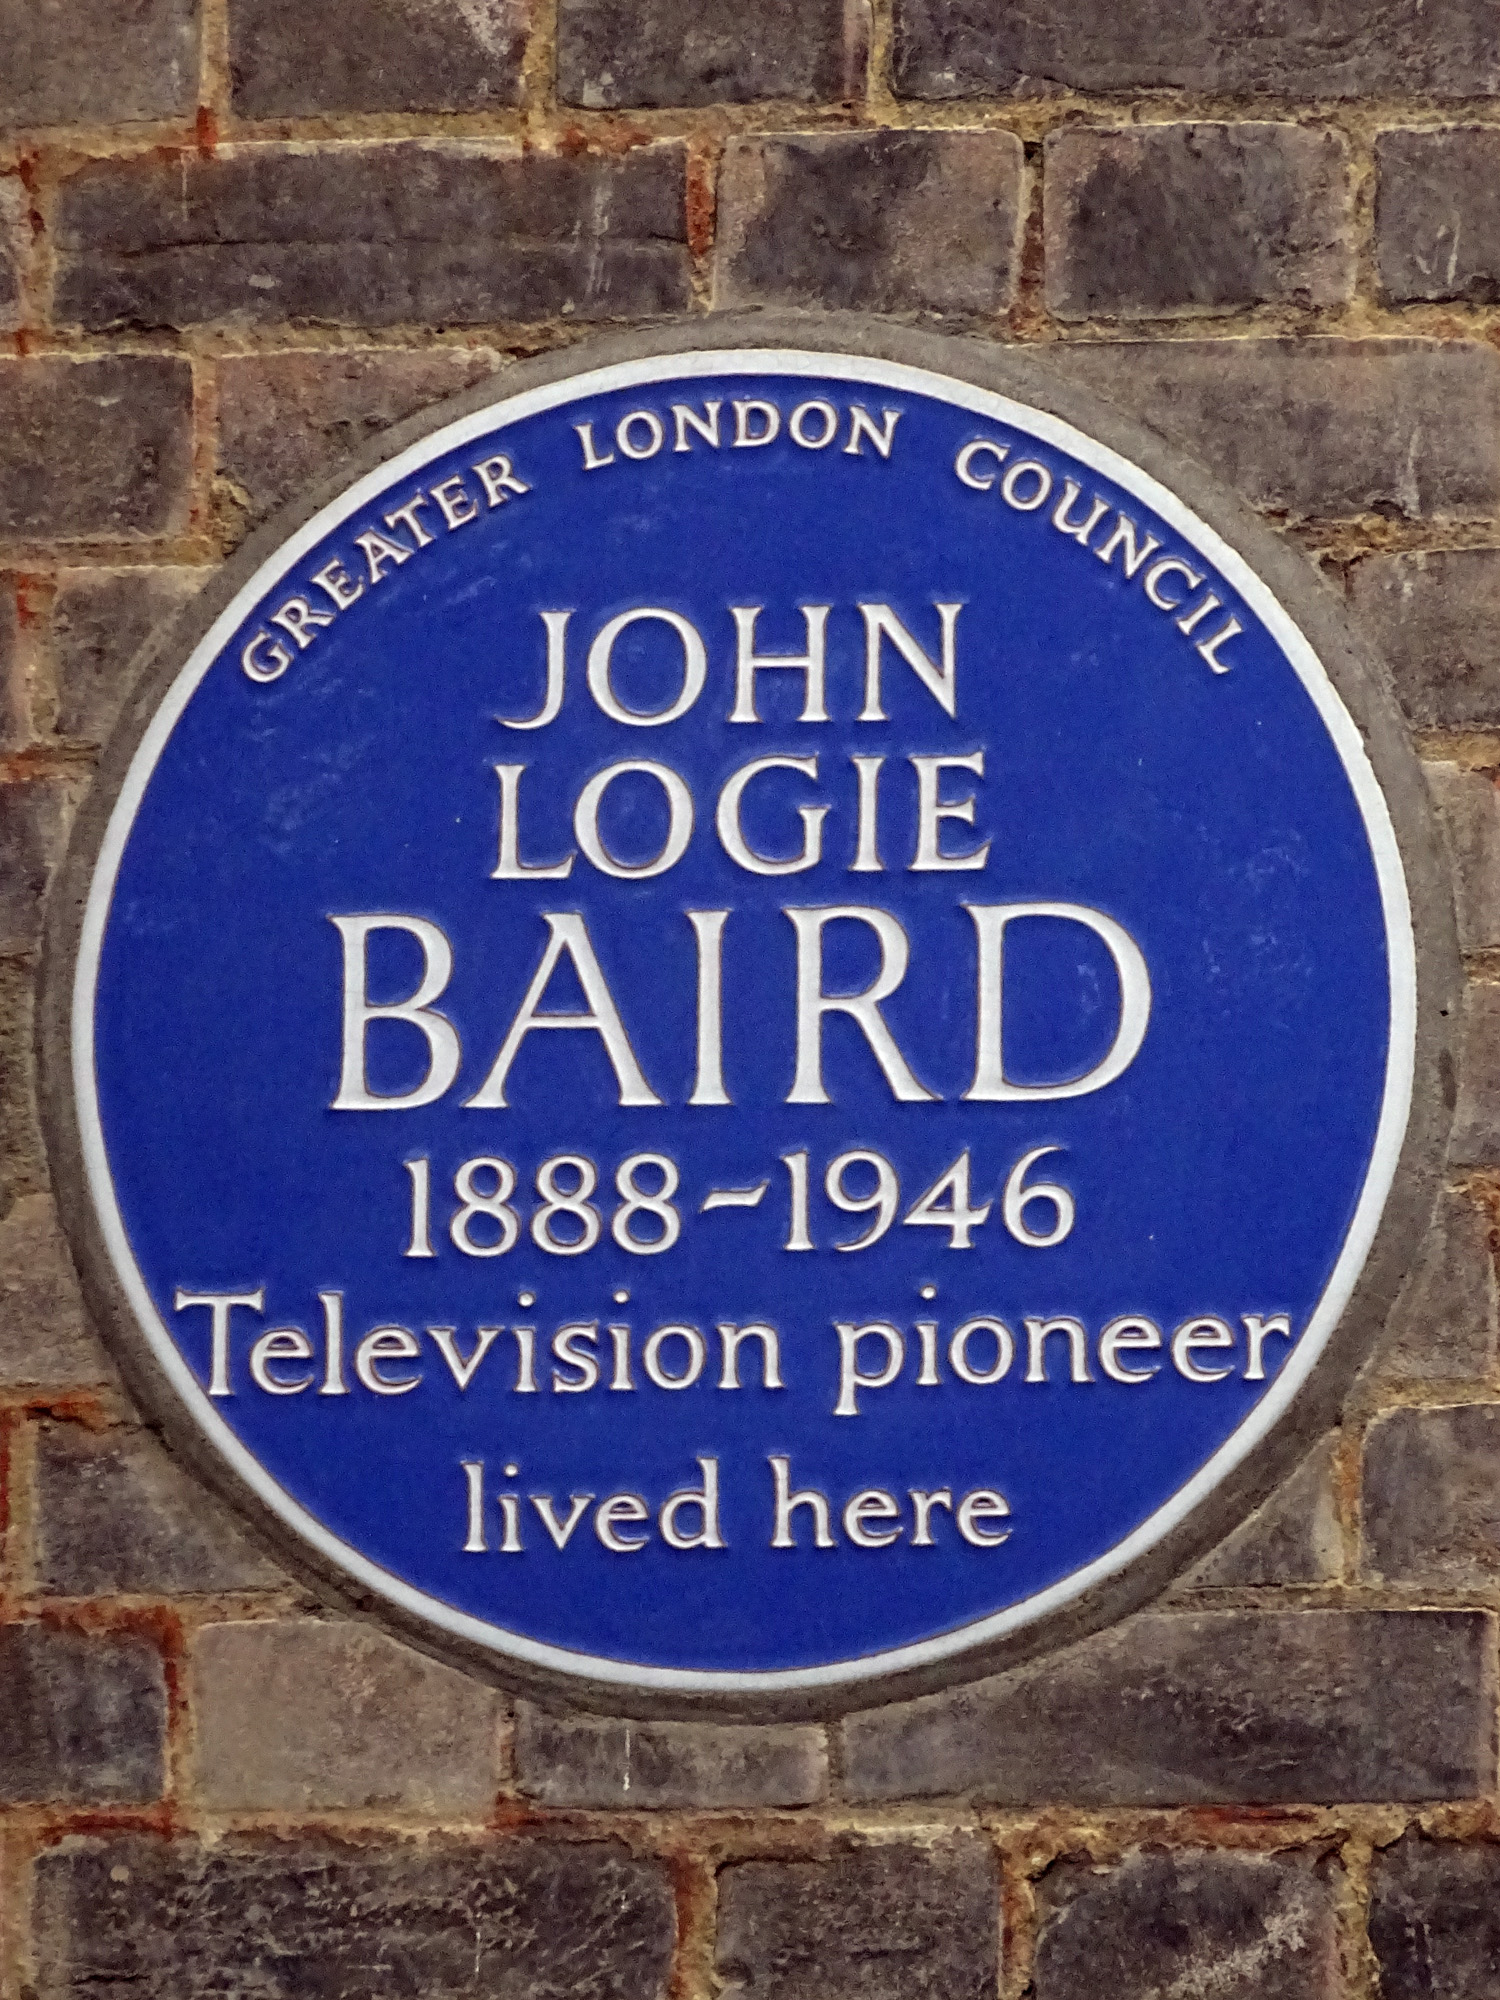 GREATER LONDON COUNCIL
JOHN
LOGIE
BAIRD
1888-1946
Television pioneer
lived here